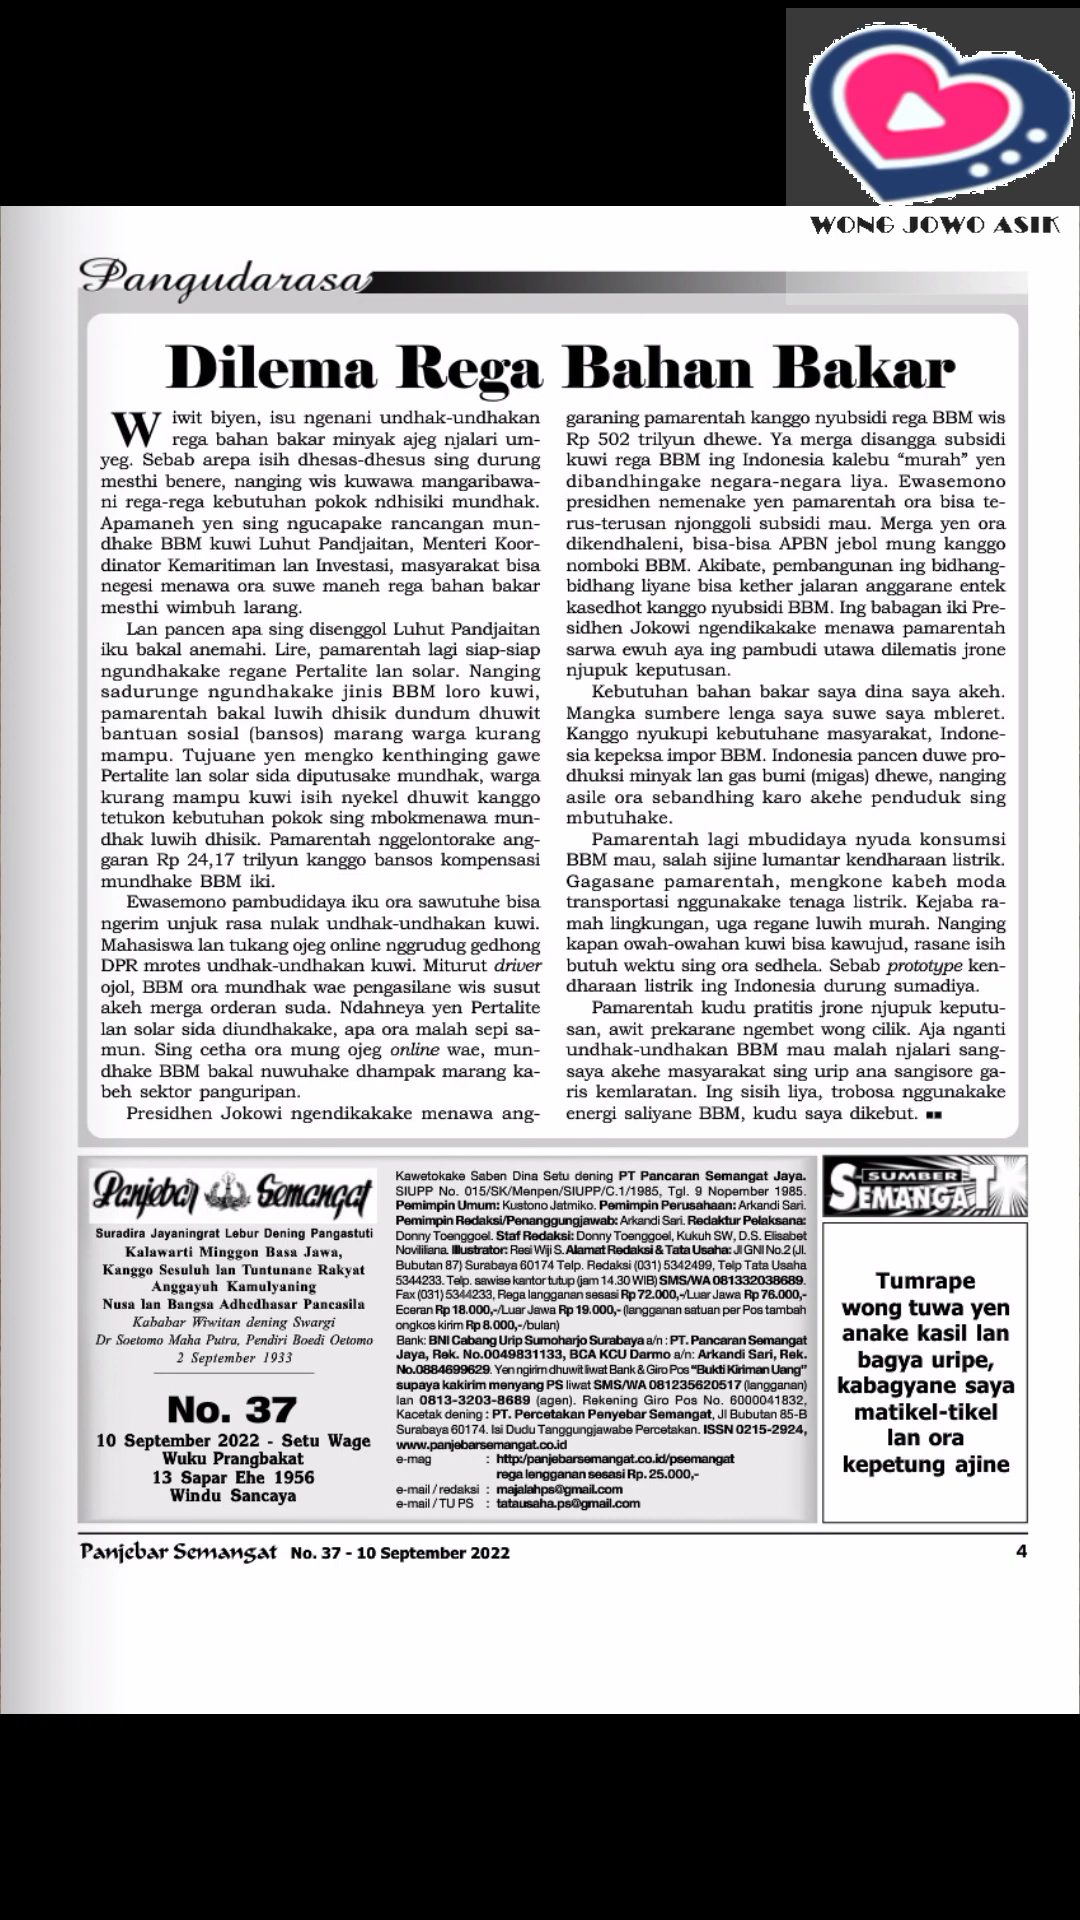 WONG JOWO ASIK
Pangudarasa
Dilema Rega Bahan Bakar
Wiwit biyen, isu ngenani undhak-undhakan
rega bahan bakar minyak ajeg njalari um-
yeg. Sebab arepa isih dhesas-dhesus sing durung
mesthi benere, nanging wis kuwawa mangaribawa-
ni rega-rega kebutuhan pokok ndhisiki mundhak.
Apamaneh yen sing ngucapake rancangan mun-
dhake BBM kuwi Luhut Pandjaitan, Menteri Koor-
dinator Kemaritiman lan Investasi, masyarakat bisa
negesi menawa ora suwe maneh rega bahan bakar
mesthi wimbuh larang.
Lan pancen apa sing disenggol Luhut Pandjaitan
iku bakal anemahi. Lire, pamarentah lagi siap-siap
ngundhakake regane Pertalite lan solar. Nanging
sadurunge ngundhakake jinis BBM loro kuwi,
pamarentah bakal luwih dhisik dundum dhuwit
bantuan sosial (bansos) marang warga kurang
mampu. Tujuane yen mengko kenthinging gawe
Pertalite lan solar sida diputusake mundhak, warga
kurang mampu kuwi isih nyekel dhuwit kanggo
tetukon kebutuhan pokok sing mbokmenawa mun-
dhak luwih dhisik. Pamarentah nggelontorake ang-
garan Rp 24,17 trilyun kanggo bansos kompensasi
mundhake BBM iki.
Ewasemono pambudidaya iku ora sawutuhe bisa
ngerim unjuk rasa nulak undhak-undhakan kuwi.
Mahasiswa lan tukang ojeg online nggrudug gedhong
DPR mrotes undhak-undhakan kuwi. Miturut driver
ojol, BBM ora mundhak wae pengasilane wis susut
akeh merga orderan suda. Ndahneya yen Pertalite
lan solar sida diundhakake, apa ora malah sepi sa-
mun. Sing cetha ora mung ojeg online wae, mun-
dhake BBM bakal nuwuhake dhampak marang ka-
beh sektor panguripan.
Presidhen Jokowi ngendikakake menawa ang-
garaning pamarentah kanggo nyubsidi rega BBM wis
Rp 502 trilyun dhewe. Ya merga disangga subsidi
kuwi rega BBM ing Indonesia kalebu “murah” yen
dibandhingake negara-negara liya. Ewasemono
presidhen nemenake yen pamarentah ora bisa te-
rus-terusan njonggoli subsidi mau. Merga yen ora
dikendhaleni, bisa-bisa APBN jebol mung kanggo
nomboki BBM. Akibate, pembangunan ing bidhang-
bidhang liyane bisa kether jalaran anggarane entek
kasedhot kanggo nyubsidi BBM. Ing babagan iki Pre-
sidhen Jokowi ngendikakake menawa pamarentah
sarwa ewuh aya ing pambudi utawa dilematis jrone
njupuk keputusan.
Kebutuhan bahan bakar saya dina saya akeh.
Mangka sumbere lenga saya suwe saya mbleret.
Kanggo nyukupi kebutuhane masyarakat, Indone-
sia kepeksa impor BBM. Indonesia pancen duwe pro-
dhuksi minyak lan gas bumi (migas) dhewe, nanging
asile ora sebandhing karo akehe penduduk sing
mbutuhake.
Pamarentah lagi mbudidaya nyuda konsumsi
BBM mau, salah sijine lumantar kendharaan listrik.
Gagasane pamarentah, mengkone kabeh moda
transportasi nggunakake tenaga listrik. Kejaba ra-
mah lingkungan, uga regane luwih murah. Nanging
kapan owah-owahan kuwi bisa kawujud, rasane isih
butuh wektu sing ora sedhela. Sebab prototype ken-
dharaan listrik ing Indonesia durung sumadiya.
Pamarentah kudu pratitis jrone njupuk keputu-
san, awit prekarane ngembet wong cilik. Aja nganti
undhak-undhakan BBM mau malah njalari sang-
saya akehe masyarakat sing urip ana sangisore ga-
ris kemlaratan. Ing sisih liya, trobosa nggunakake
energi saliyane BBM, kudu saya dikebut.
Panjebar Semangat
Suradira Jayaningrat Lebur Dening Pangastuti
Kalawarti Minggon Basa Jawa,
Kanggo Sesuluh lan Tuntunane Rakyat
Anggayuh Kamulyaning
Nusa lan Bangsa Adhedhasar Pancasila
Kababar Wiwitan dening Swargi
Dr Soetomo Maha Putra, Pendiri Boedi Oetomo
2 September 1933
No. 37
10 September 2022 - Setu Wage
Wuku Prangbakat
13 Sapar Ehe 1956
Windu Sancaya
Kawetokake Saben Dina Setu dening PT Pancaran Semangat Jaya.
SIUPP No. 015/SK/Menpen/SIUPP/C.1/1985, Tgl. 9 Nopember 1985.
Pemimpin Umum: Kustono Jatmiko. Pemimpin Perusahaan: Arkandi Sari.
Pemimpin Redaksi/Penanggungjawab: Arkandi Sari. Redaktur Pelaksana:
Donny Toenggoel. Staf Redaksi: Donny Toenggoel, Kukuh SW, D.S. Elisabet
Noviliana. Illustrator: Resi Wiji S. Alamat Redaksi & Tata Usaha: Jl GNI No.2 (Jl.
Bubutan 87) Surabaya 60174 Telp. Redaksi (031) 5342499, Telp Tata Usaha
5344233. Telp. sawise kantor tutup (jam 14.30 WIB) SMS/WA 081332038689.
Fax (031) 5344233, Rega langganan sesasi Rp 72.000,-/Luar Jawa Rp 76.000,-
Eceran Rp 18.000,-/Luar Jawa Rp 19.000,- (langganan satuan per Pos tambah
ongkos kirim Rp 8.000,-/bulan)
Bank: BNI Cabang Urip Sumoharjo Surabaya a/n : PT. Pancaran Semangat
Jaya, Rek. No.0049831133, BCA KCU Darmo a/n: Arkandi Sari, Rek.
No.0884699629. Yen ngirim dhuwit liwat Bank & Giro Pos “Bukti Kiriman Uang”
supaya kakirim menyang PS liwat SMS/WA 081235620517 (langganan)
lan 0813-3203-8689 (agen). Rekening Giro Pos No. 6000041832,
Kacetak dening : PT. Percetakan Penyebar Semangat, Jl Bubutan 85-B
Surabaya 60174. Isi Dudu Tanggungjawabe Percetakan. ISSN 0215-2924,
www.panjebarsemangat.co.id
e-mag : http:/panjebarsemangat.co.id/psemangat
rega lengganan sesasi Rp. 25.000,-
e-mail / redaksi : majalahps@gmail.com
e-mail / TU PS : tatausaha.ps@gmail.com
SUMBER
SEMANGAT
Tumrape
wong tuwa yen
anake kasil lan
bagya uripe,
kabagyane saya
matikel-tikel
lan ora
kepetung ajine
Panjebar Semangat No. 37 - 10 September 2022
4